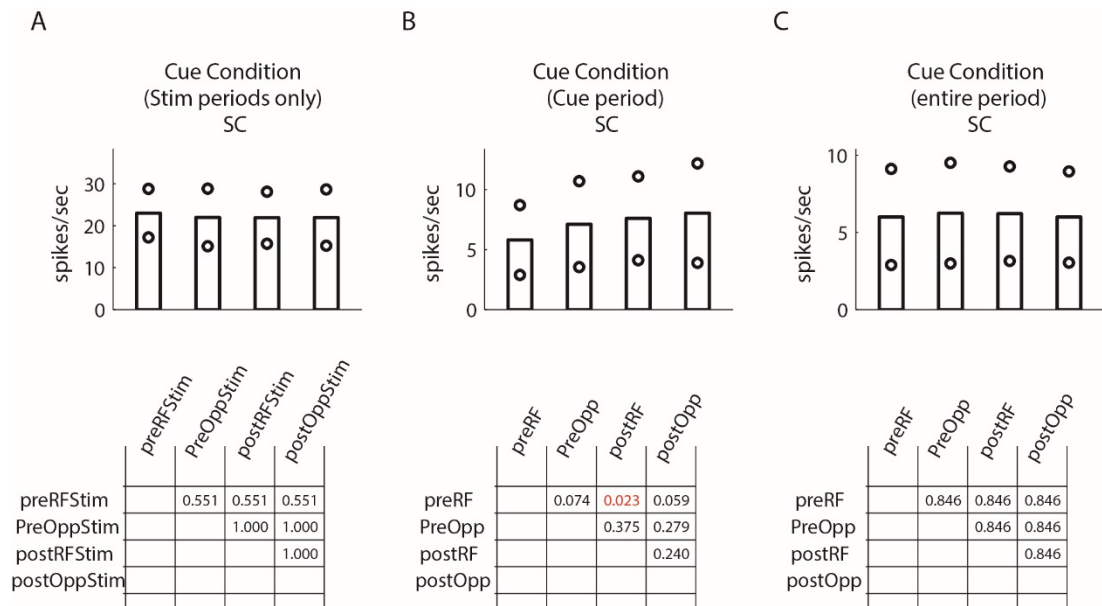 A
Cue Condition
(Stim periods only)
SC
spikes/sec
30
20
10
0
preRFStim
PreOppStim
postRFStim
postOppStim
preRFStim 0.551 0.551 0.551
PreOppStim 1.000 1.000
postRFStim 1.000
postOppStim
B
Cue Condition
(Cue period)
SC
spikes/sec
10
5
0
preRF
PreOpp
postRF
postOpp
preRF 0.074 0.023 0.059
PreOpp 0.375 0.279
postRF 0.240
postOpp
C
Cue Condition
(entire period)
SC
spikes/sec
10
5
0
preRF
PreOpp
postRF
postOpp
preRF 0.846 0.846 0.846
PreOpp 0.846 0.846
postRF 0.846
postOpp